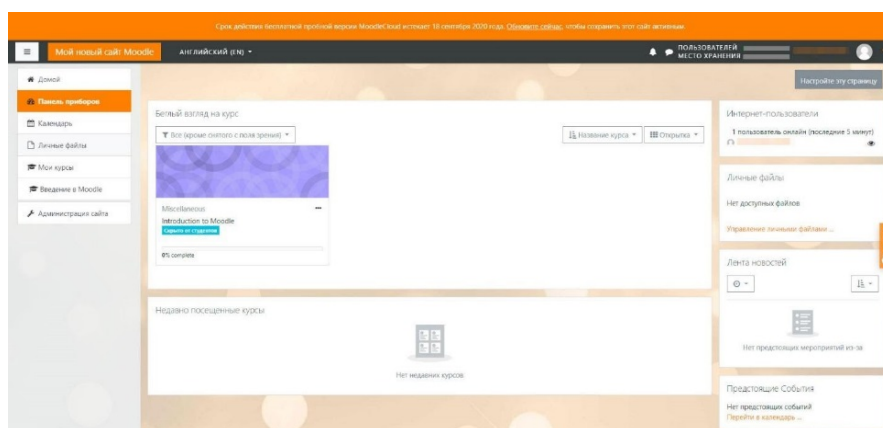 Срок действия бесплатной пробной версии MoodleCloud истекает 18 сентября 2020 года. Обновите сейчас, чтобы сохранить этот сайт активным.
Мой новый сайт Moodle
АНГЛИЙСКИЙ (EN)
ПОЛЬЗОВАТЕЛЕЙ
МЕСТО ХРАНЕНИЯ
Домой
Панель приборов
Календарь
Личные файлы
Мои курсы
Введение в Moodle
Администрация сайта
Настройте эту страницу
Беглый взгляд на курс
Все (кроме снятого с поля зрения)
Название курса
Открытка
Miscellaneous
Introduction to Moodle
Скрыто от студентов
0% complete
Недавно посещенные курсы
Нет недавних курсов
Интернет-пользователи
1 пользователь онлайн (последние 5 минут)
Личные файлы
Нет доступных файлов
Управление личными файлами ...
Лента новостей
Нет предстоящих мероприятий из-за
Предстоящие События
Нет предстоящих событий
Перейти в календарь ...